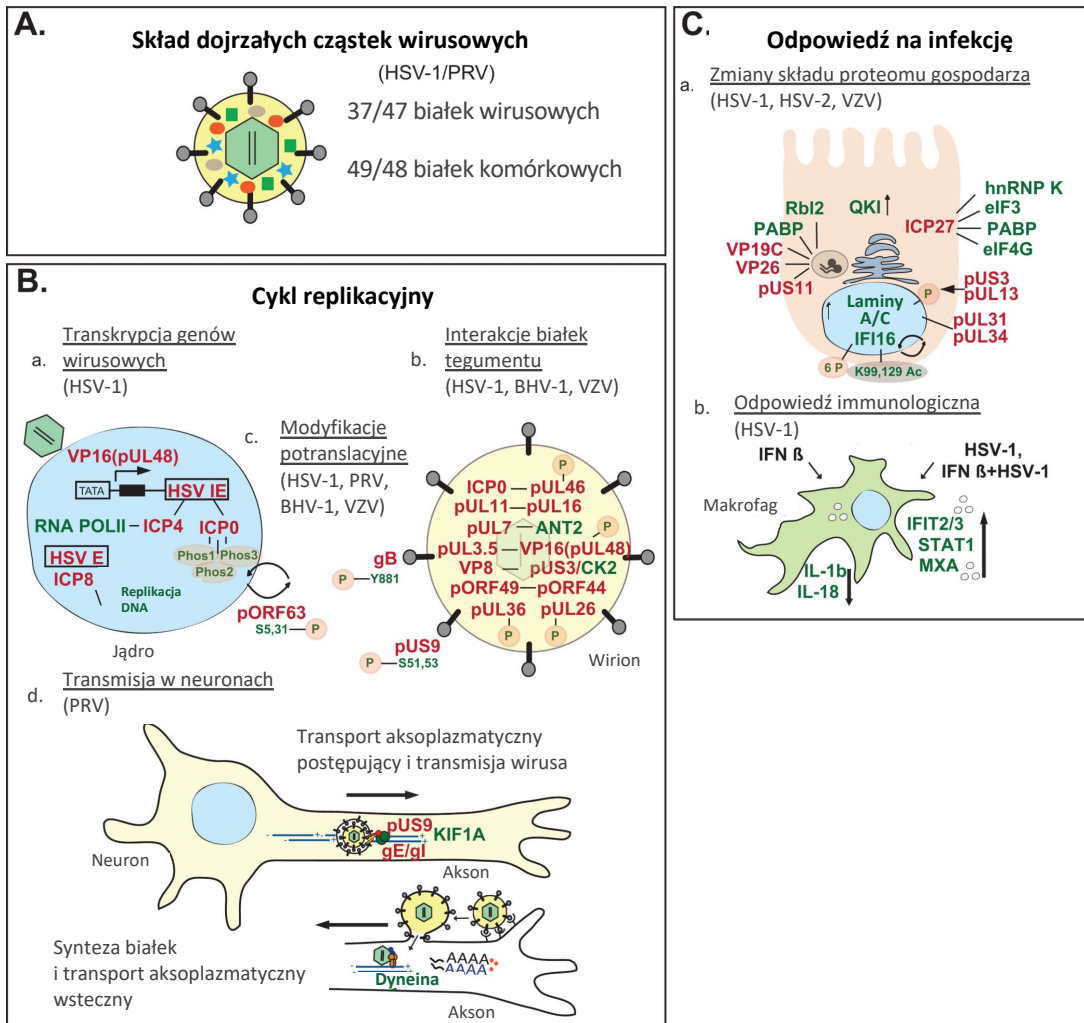 A.
Skład dojrzałych cząstek wirusowych
(HSV-1/PRV)
37/47 białek wirusowych
49/48 białek komórkowych
B.
Cykl replikacyjny
a.
Transkrypcja genów
wirusowych
(HSV-1)
VP16(pUL48)
TATA
HSV IE
RNA POLII
ICP4
ICP0
Phos1
Phos3
Phos2
HSV E
ICP8
Replikacja
DNA
Jądro
b.
Interakcje białek
tegumentu
(HSV-1, BHV-1, VZV)
P
ICP0 pUL46
pUL11 pUL16
pUL7 ANT2
P
pUL3.5 VP16(pUL48)
VP8 pUS3/CK2
pORF49 pORF44
pUL36 pUL26
P P
Wirion
c.
Modyfikacje
potranslacyjne
(HSV-1, PRV,
BHV-1, VZV)
gB
P Y881
pORF63
S5,31 P
pUS9
P S51,53
d.
Transmisja w neuronach
(PRV)
Transport aksoplazmatyczny
postępujący i transmisja wirusa
- +- +
pUS9
KIF1A
- +
gE/gI
Neuron
Akson
Synteza białek
i transport aksoplazmatyczny
wsteczny
AAAA
AAAA
- +
Dyneina
Akson
C.
Odpowiedź na infekcję
a.
Zmiany składu proteomu gospodarza
(HSV-1, HSV-2, VZV)
Rbl2
QKI
hnRNP K
eIF3
PABP
ICP27
PABP
eIF4G
VP19C
VP26
pUS11
P
pUS3
pUL13
Laminy
A/C
IFI16
pUL31
pUL34
6 P
K99,129 Ac
b.
Odpowiedź immunologiczna
(HSV-1)
IFN ß
HSV-1,
IFN ß+HSV-1
Makrofag
IFIT2/3
STAT1
MXA
IL-1b
IL-18